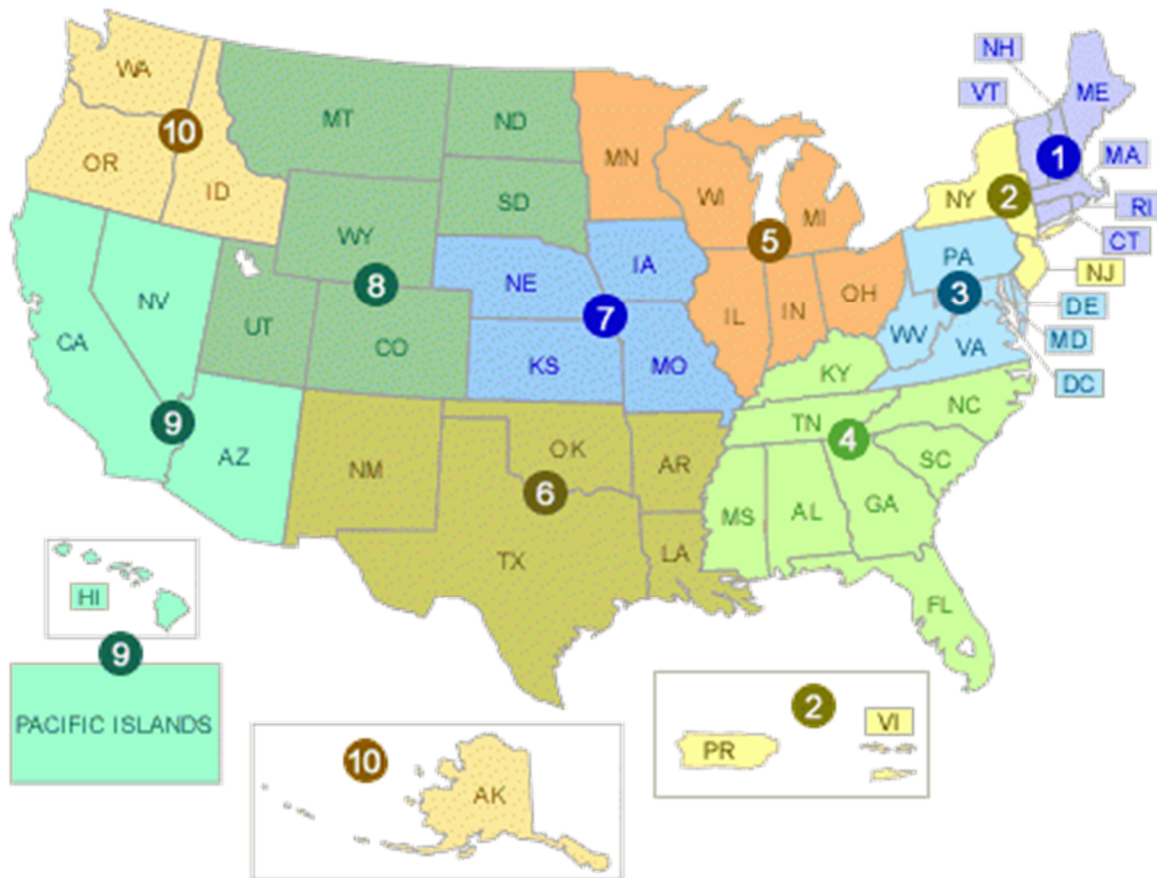 NH
VT
ME
WA
MT
ND
10
OR
ID
MN
1
MA
SD
WI
MI
NY
2
RI
WY
5
CT
PA
NE
IA
NJ
NV
8
3
OH
UT
7
IL
IN
DE
CA
CO
WV
VA
MD
KS
MO
KY
DC
NC
9
TN
4
AZ
NM
OK
AR
SC
6
MS
AL
GA
TX
LA
HI
FL
9
2
PACIFIC ISLANDS
VI
PR
10
AK